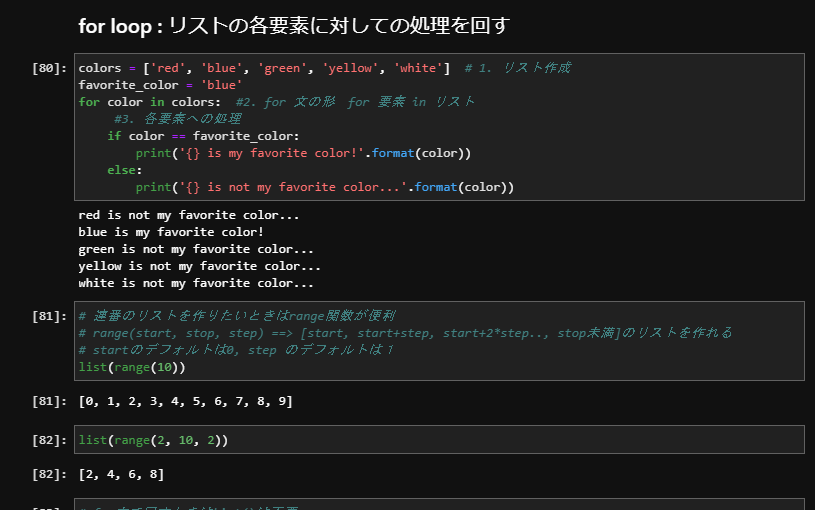 for loop : リストの各要素に対しての処理を回す
[80]: colors = ['red', 'blue', 'green', 'yellow', 'white']  # 1. リスト作成
favorite_color = 'blue'
for color in colors:  #2. for 文の形　for 要素 in リスト
     #3. 各要素への処理
    if color == favorite_color:
        print('{} is my favorite color!'.format(color))
    else:
        print('{} is not my favorite color...'.format(color))
red is not my favorite color...
blue is my favorite color!
green is not my favorite color...
yellow is not my favorite color...
white is not my favorite color...
[81]: # 連番のリストを作りたいときはrange関数が便利
# range(start, stop, step) ==> [start, start+step, start+2*step.., stop未満]のリストを作れる
# startのデフォルトは0, step のデフォルトは１
list(range(10))
[81]: [0, 1, 2, 3, 4, 5, 6, 7, 8, 9]
[82]: list(range(2, 10, 2))
[82]: [2, 4, 6, 8]